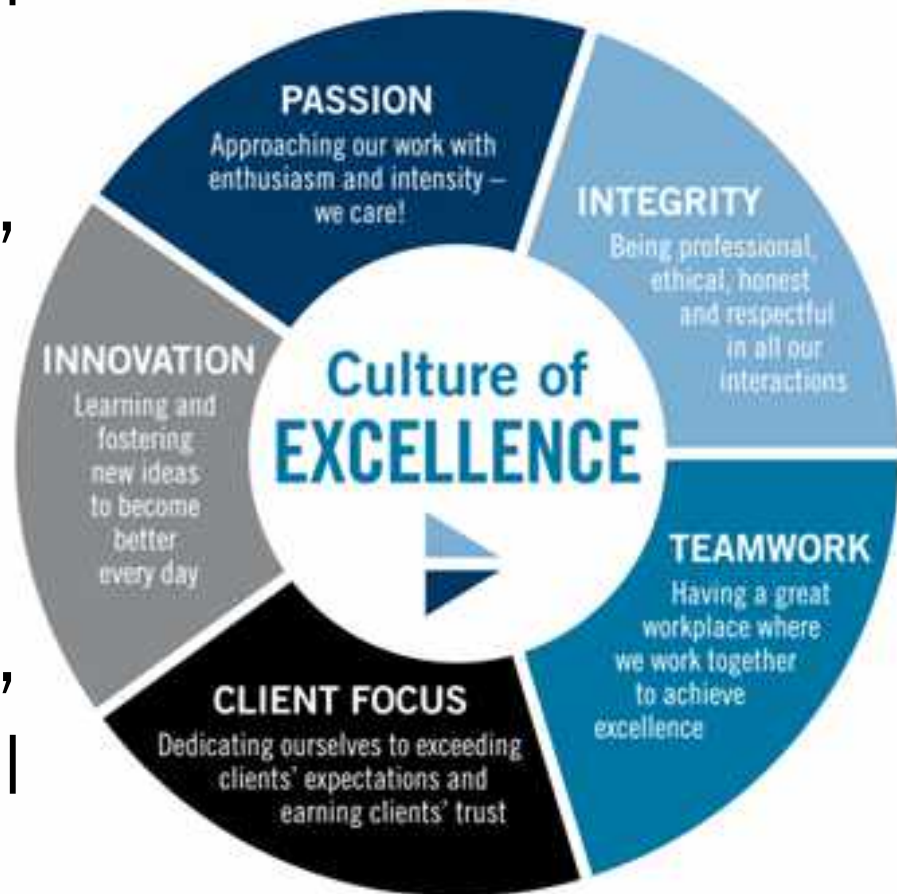 PASSION
Approaching our work with
enthusiasm and intensity –
we care!
INTEGRITY
Being professional,
ethical, honest
and respectful
in all our
interactions
TEAMWORK
Having a great
workplace where
we work together
to achieve
excellence
CLIENT FOCUS
Dedicating ourselves to exceeding
clients' expectations and
earning clients' trust
INNOVATION
Learning and
fostering
new ideas
to become
better
every day
Culture of
EXCELLENCE